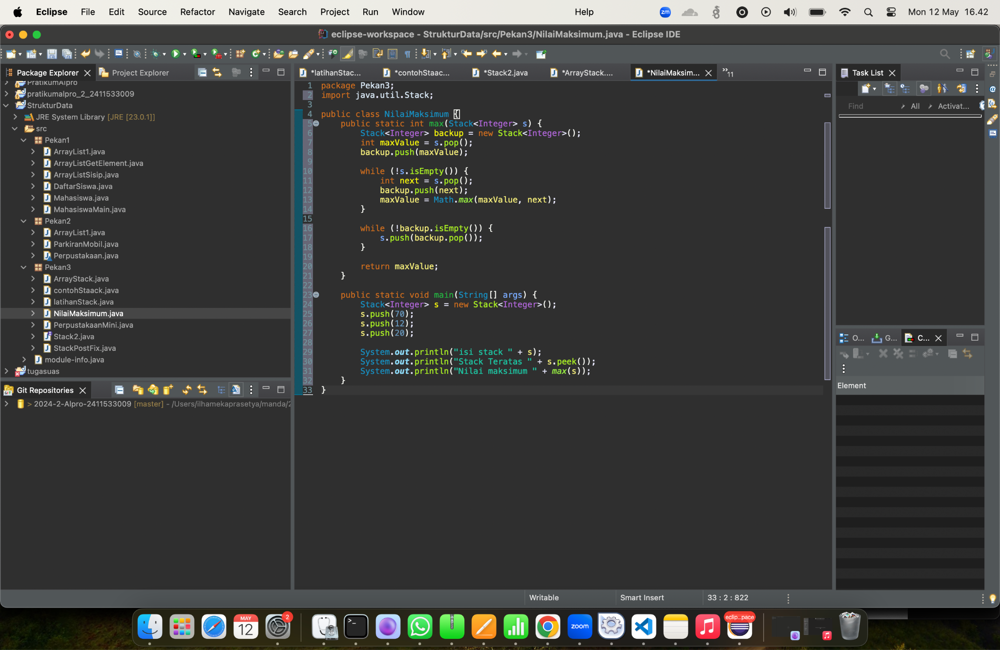 Eclipse File Edit Source Refactor Navigate Search Project Run Window Help zm Mon 12 May 16.42
eclipse-workspace - StrukturData/src/Pekan3/NilaiMaksimum.java - Eclipse IDE
Package Explorer Project Explorer
PratikumAlpro
pratikumalpro_2_2411533009
StrukturData
JRE System Library [JRE [23.0.1]]
src
Pekan1
ArrayList1.java
ArrayListGetElement.java
ArrayListSisip.java
DaftarSiswa.java
Mahasiswa.java
MahasiswaMain.java
Pekan2
ArrayList1.java
ParkiranMobil.java
Perpustakaan.java
Pekan3
ArrayStack.java
contohStaack.java
latihanStack.java
NilaiMaksimum.java
PerpustakaanMini.java
Stack2.java
StackPostFix.java
module-info.java
tugasuas
Git Repositories
> 2024-2-Alpro-2411533009 [master] - /Users/ilhamekaprasetya/manda/2
*latihanStac... *contohStaac... *Stack2.java *ArrayStack.... *NilaiMaksim... »11
1 package Pekan3;
2 import java.util.Stack;
3
4 public class NilaiMaksimum {
5 public static int max(Stack<Integer> s) {
6 Stack<Integer> backup = new Stack<Integer>();
7 int maxValue = s.pop();
8 backup.push(maxValue);
9
10 while (!s.isEmpty()) {
11 int next = s.pop();
12 backup.push(next);
13 maxValue = Math.max(maxValue, next);
14 }
15
16 while (!backup.isEmpty()) {
17 s.push(backup.pop());
18 }
19
20 return maxValue;
21 }
22
23 public static void main(String[] args) {
24 Stack<Integer> s = new Stack<Integer>();
25 s.push(70);
26 s.push(12);
27 s.push(20);
28
29 System.out.println("isi stack " + s);
30 System.out.println("Stack Teratas " + s.peek());
31 System.out.println("Nilai maksimum " + max(s));
32 }
33 }
Task List
Find All Activat...
O... G... C...
Element
Writable Smart Insert 33 : 2 : 822
MAY
12
2
zoom
eclip...pace